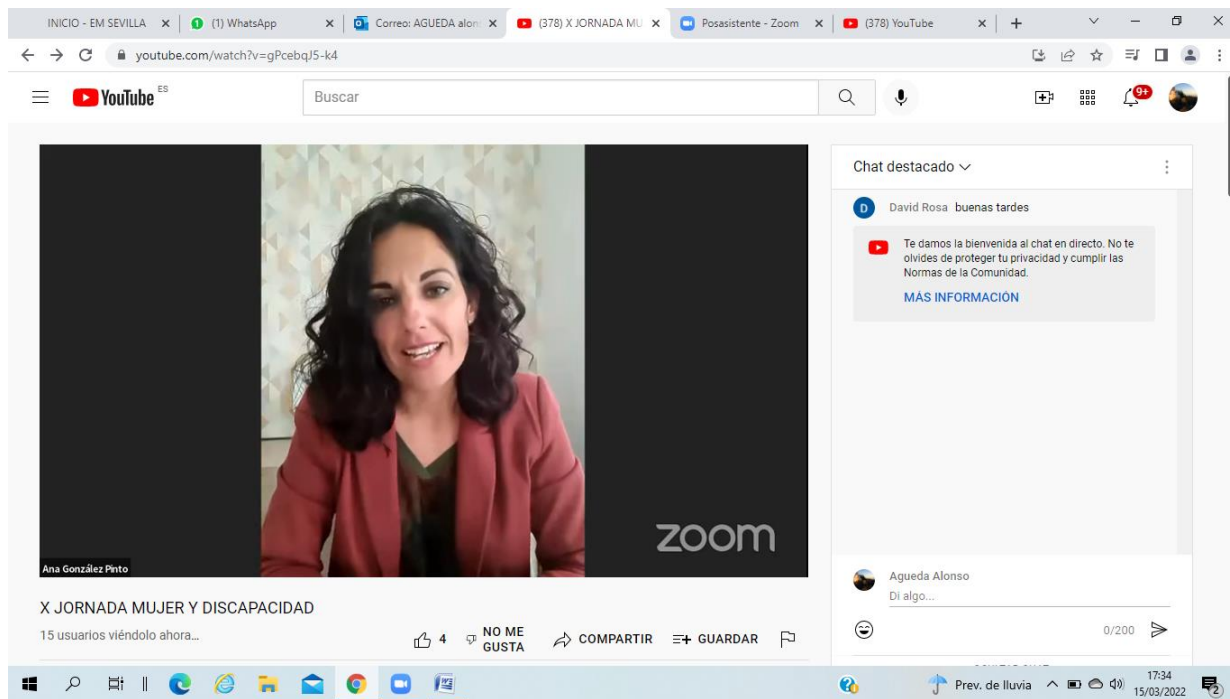 INICIO - EM SEVILLA
(1) WhatsApp
Correo: AGUEDA alon
(378) X JORNADA MU
Posasistente - Zoom
(378) YouTube
youtube.com/watch?v=gPcebqJ5-k4
YouTube ES
Buscar
9+
Chat destacado
D David Rosa buenas tardes
Te damos la bienvenida al chat en directo. No te
olvides de proteger tu privacidad y cumplir las
Normas de la Comunidad.
MÁS INFORMACIÓN
zoom
Ana González Pinto
Agueda Alonso
Di algo...
0/200
X JORNADA MUJER Y DISCAPACIDAD
15 usuarios viéndolo ahora...
4
NO ME
GUSTA
COMPARTIR
GUARDAR
Prev. de lluvia
17:34
15/03/2022
2